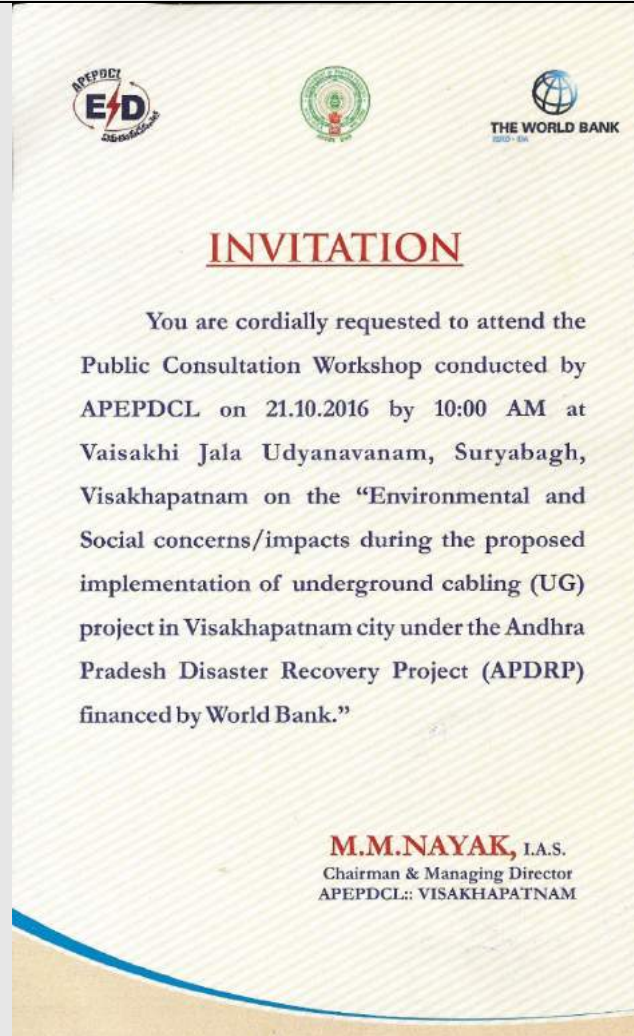 APEPDCL
E D
THE WORLD BANK
IBRD • IDA
INVITATION
You are cordially requested to attend the
Public Consultation Workshop conducted by
APEPDCL on 21.10.2016 by 10:00 AM at
Vaisakhi Jala Udyanavanam, Suryabagh,
Visakhapatnam on the “Environmental and
Social concerns/impacts during the proposed
implementation of underground cabling (UG)
project in Visakhapatnam city under the Andhra
Pradesh Disaster Recovery Project (APDRP)
financed by World Bank.”
M.M.NAYAK, I.A.S.
Chairman & Managing Director
APEPDCL:: VISAKHAPATNAM